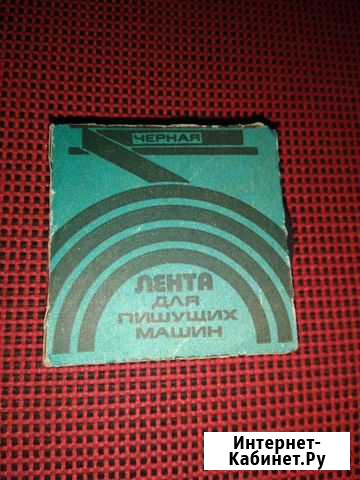 ЧЕРНАЯ
ЛЕНТА
ДЛЯ
ПИШУЩИХ
МАШИН
Интернет-
Кабинет.Ру